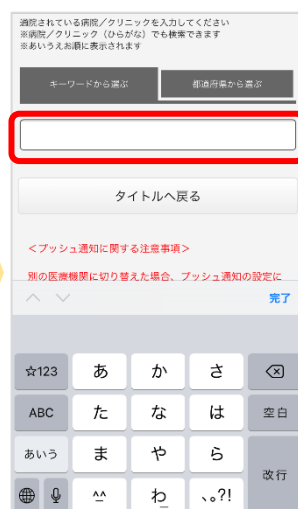 通院されている病院/クリニックを入力してください
※病院/クリニック（ひらがな）でも検索できます
※あいうえお順に表示されます
キーワードから選ぶ 都道府県から選ぶ
タイトルへ戻る
<プッシュ通知に関する注意事項>
別の医療機関に切り替えた場合、プッシュ通知の設定に
完了
☆123 あ か さ
ABC た な は 空白
あいう ま や ら
改行
^^ わ 、。?!